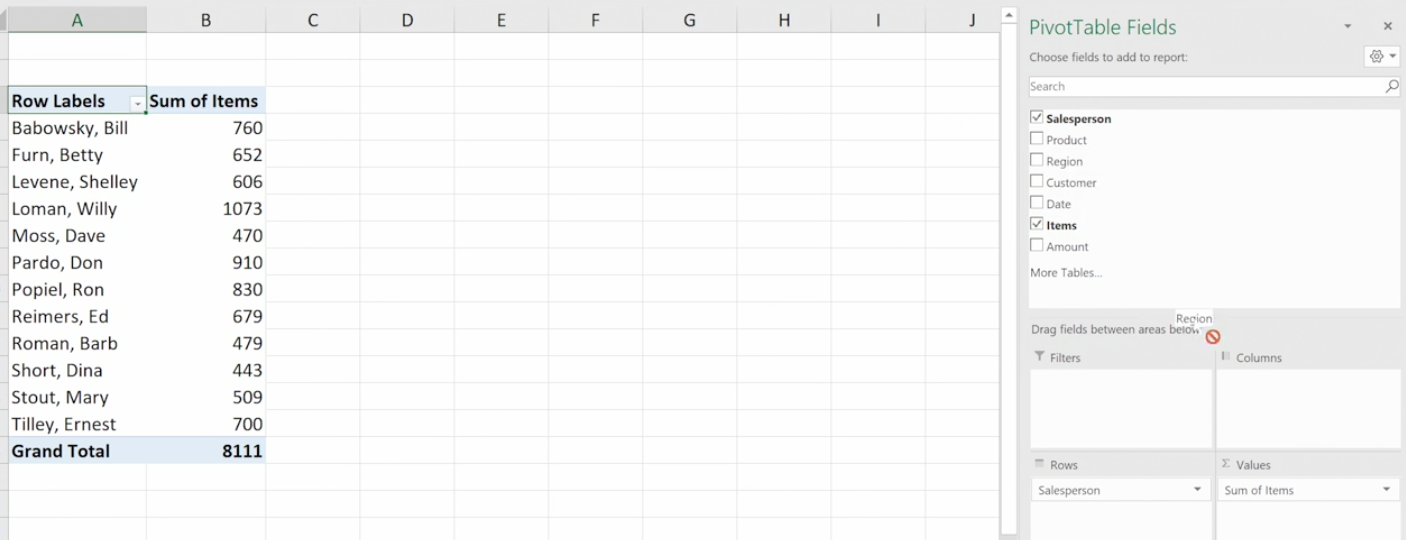 A B C D E F G H I J
Row Labels Sum of Items
Babowsky, Bill 760
Furn, Betty 652
Levene, Shelley 606
Loman, Willy 1073
Moss, Dave 470
Pardo, Don 910
Popiel, Ron 830
Reimers, Ed 679
Roman, Barb 479
Short, Dina 443
Stout, Mary 509
Tilley, Ernest 700
Grand Total 8111
PivotTable Fields
Choose fields to add to report:
Search
Salesperson
Product
Region
Customer
Date
Items
Amount
More Tables...
Region
Drag fields between areas below
Filters
Columns
Rows
Σ Values
Salesperson
Sum of Items